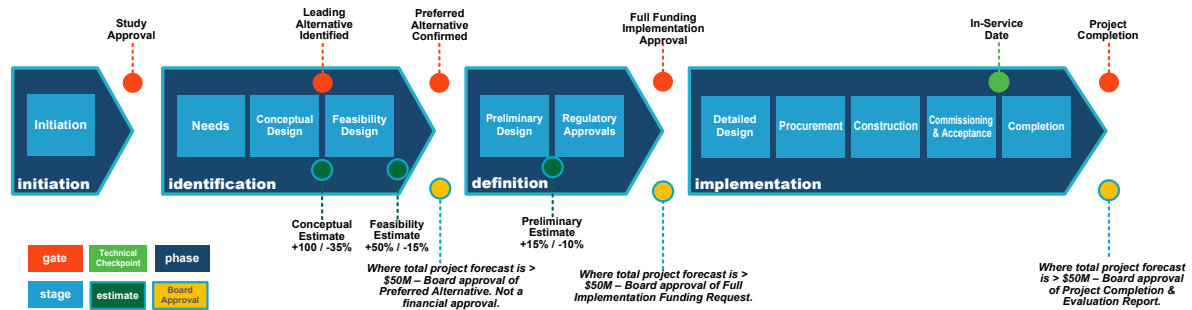 Study
Approval
Leading
Alternative
Identified
Preferred
Alternative
Confirmed
Full Funding
Implementation
Approval
In-Service
Date
Project
Completion
Initiation
Needs
Conceptual
Design
Feasibility
Design
Preliminary
Design
Regulatory
Approvals
Detailed
Design
Procurement
Construction
Commissioning
& Acceptance
Completion
initiation
identification
definition
implementation
Conceptual
Estimate
+100 / -35%
Feasibility
Estimate
+50% / -15%
Preliminary
Estimate
+15% / -10%
Where total project forecast is >
$50M – Board approval of
Preferred Alternative. Not a
financial approval.
Where total project forecast is >
$50M – Board approval of Full
Implementation Funding Request.
Where total project forecast
is > $50M – Board approval
of Project Completion &
Evaluation Report.
gate
Technical
Checkpoint
phase
stage
estimate
Board
Approval